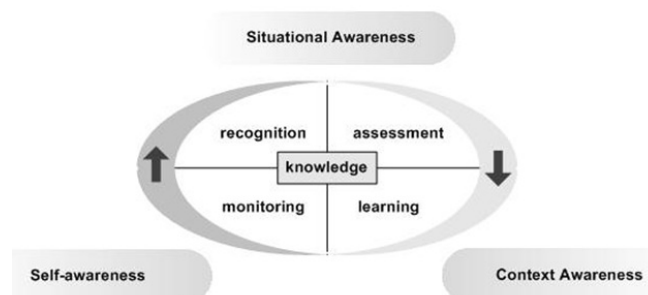 Situational Awareness
recognition
assessment
knowledge
monitoring
learning
Self-awareness
Context Awareness